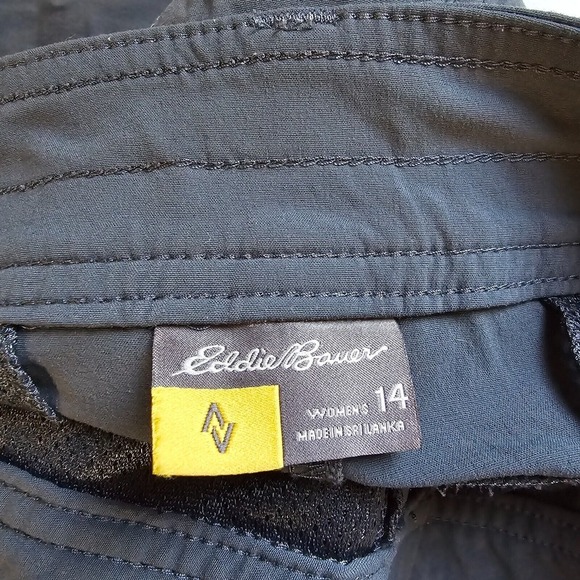 Eddie Bauer
WOMEN'S 14
MADE IN SRI LANKA